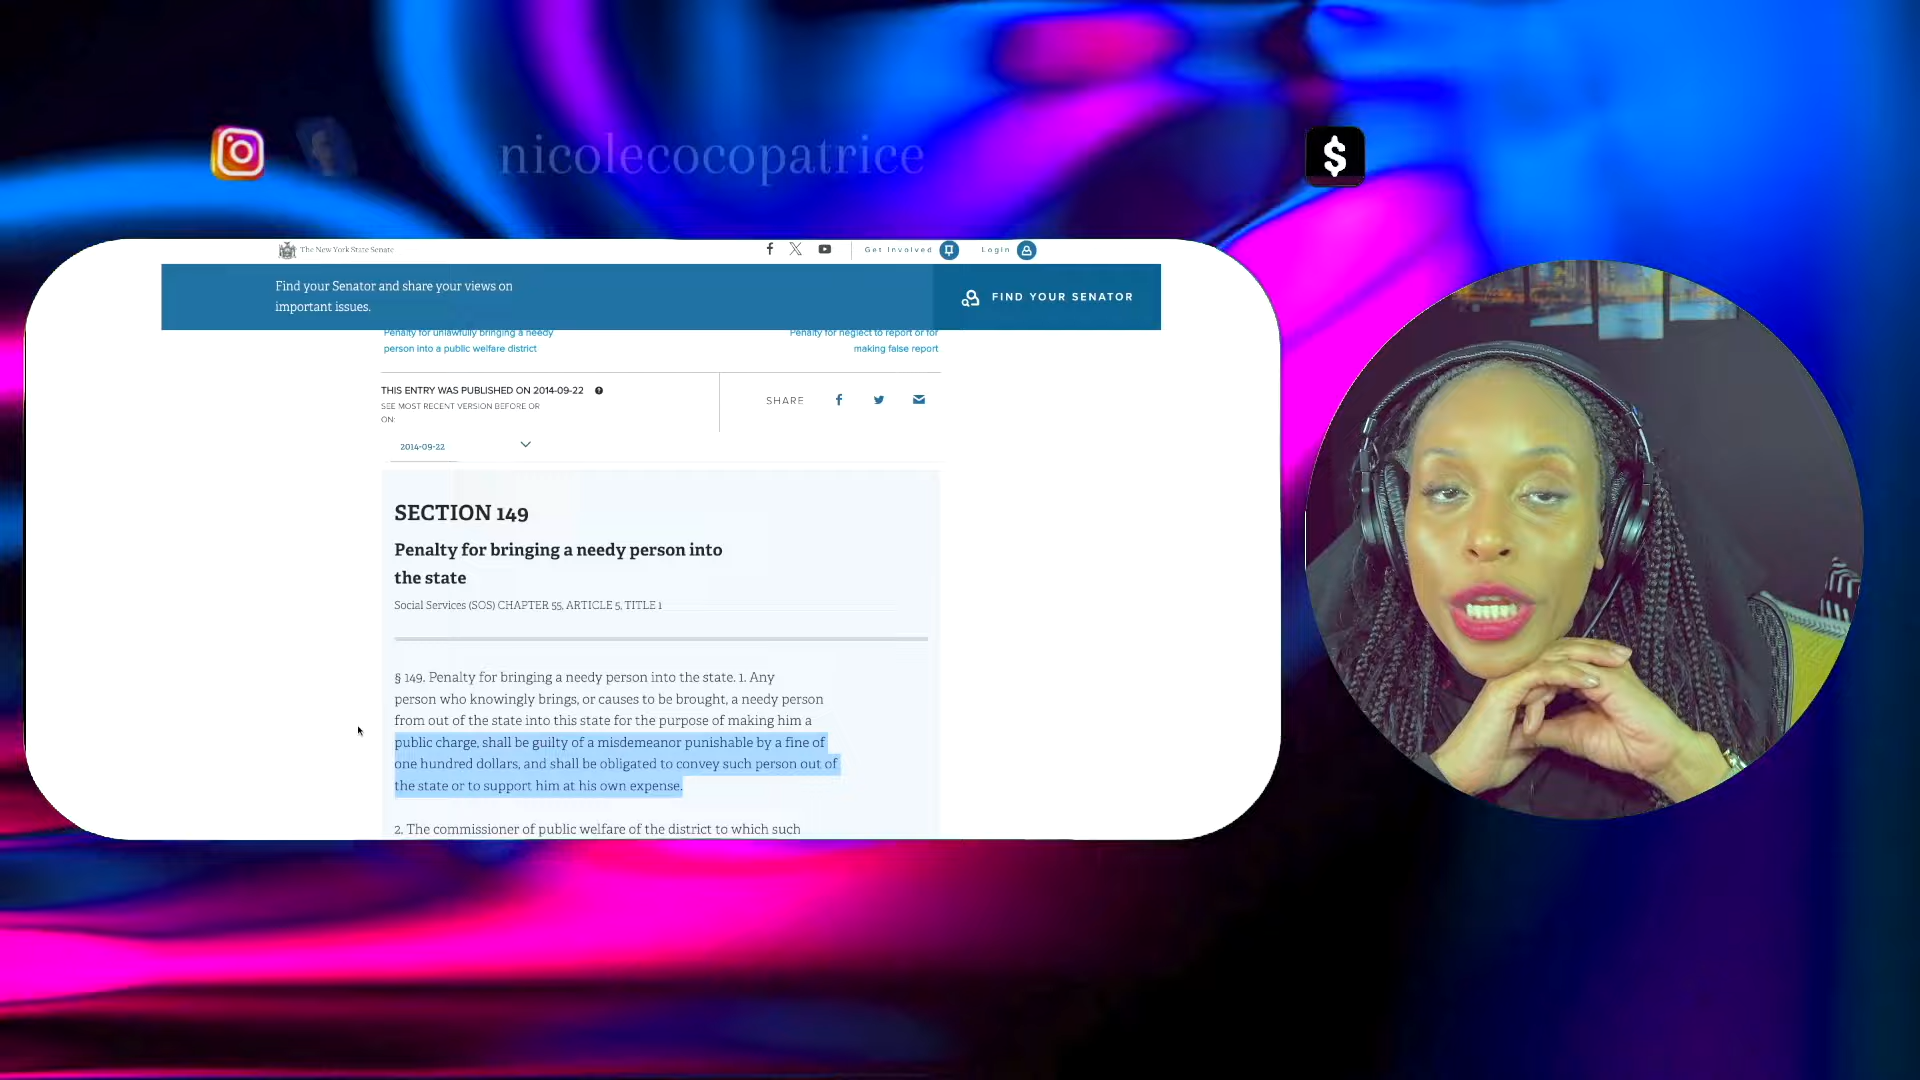 nicolecocopatrice
$
The New York State Senate
Get Involved
Login
Find your Senator and share your views on
important issues.
FIND YOUR SENATOR
Penalty for unlawfully bringing a needy
person into a public welfare district
Penalty for neglect to report or for
making false report
THIS ENTRY WAS PUBLISHED ON 2014-09-22
SEE MOST RECENT VERSION BEFORE OR
ON:
2014-09-22
SHARE
SECTION 149
Penalty for bringing a needy person into
the state
Social Services (SOS) CHAPTER 55, ARTICLE 5, TITLE 1
§ 149. Penalty for bringing a needy person into the state. 1. Any
person who knowingly brings, or causes to be brought, a needy person
from out of the state into this state for the purpose of making him a
public charge, shall be guilty of a misdemeanor punishable by a fine of
one hundred dollars, and shall be obligated to convey such person out of
the state or to support him at his own expense.
2. The commissioner of public welfare of the district to which such